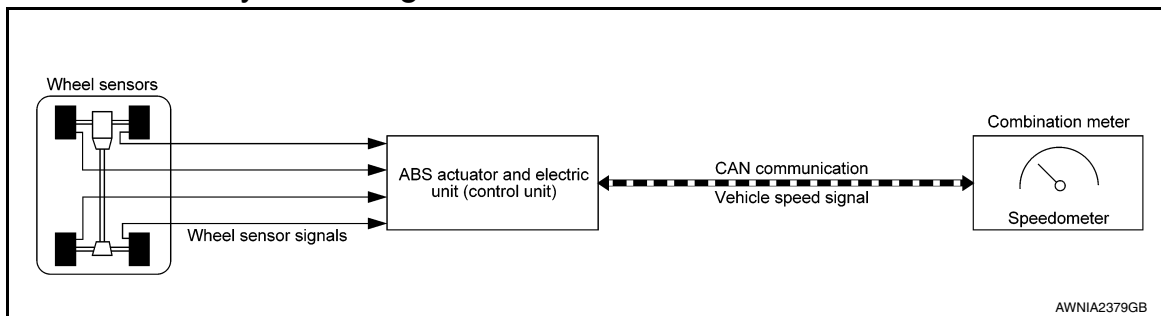 Wheel sensors
Wheel sensor signals
ABS actuator and electric
unit (control unit)
CAN communication
Vehicle speed signal
Combination meter
Speedometer
AWNIA2379GB